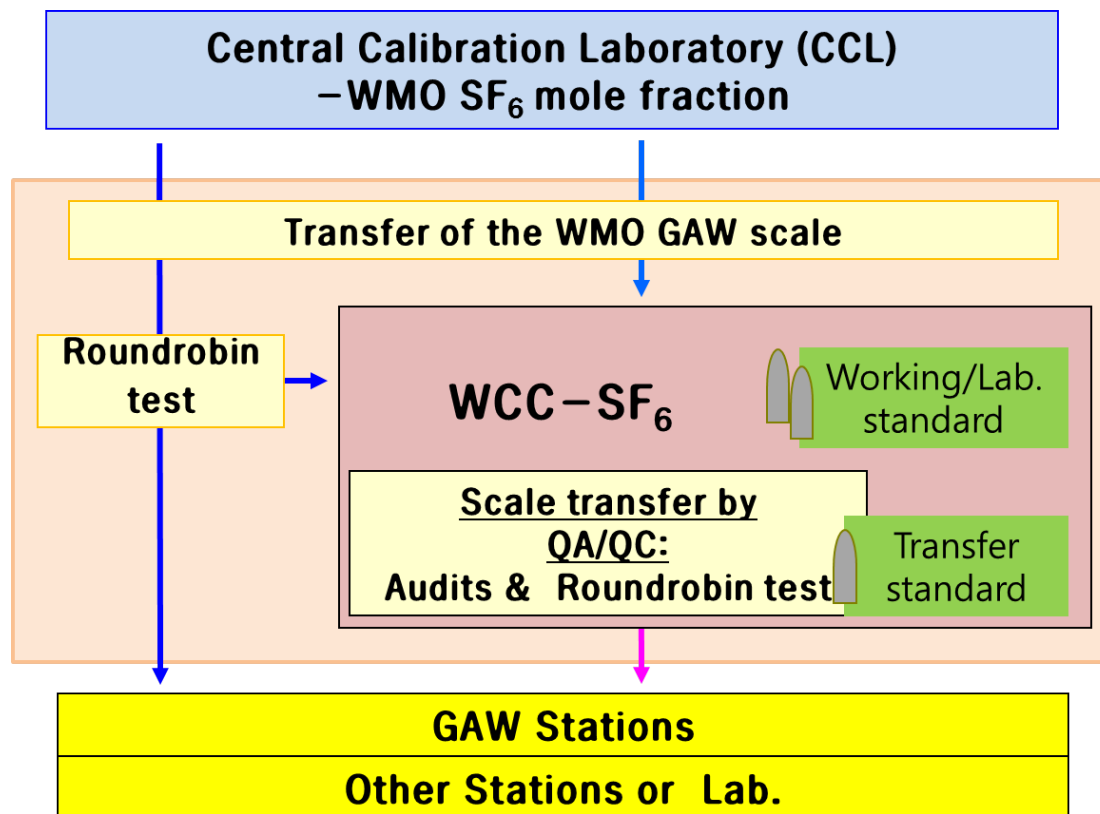 Central Calibration Laboratory (CCL)
–WMO SF₆ mole fraction
Transfer of the WMO GAW scale
Roundrobin
test
WCC–SF₆
Working/Lab.
standard
Scale transfer by
QA/QC:
Audits & Roundrobin test
Transfer
standard
GAW Stations
Other Stations or Lab.